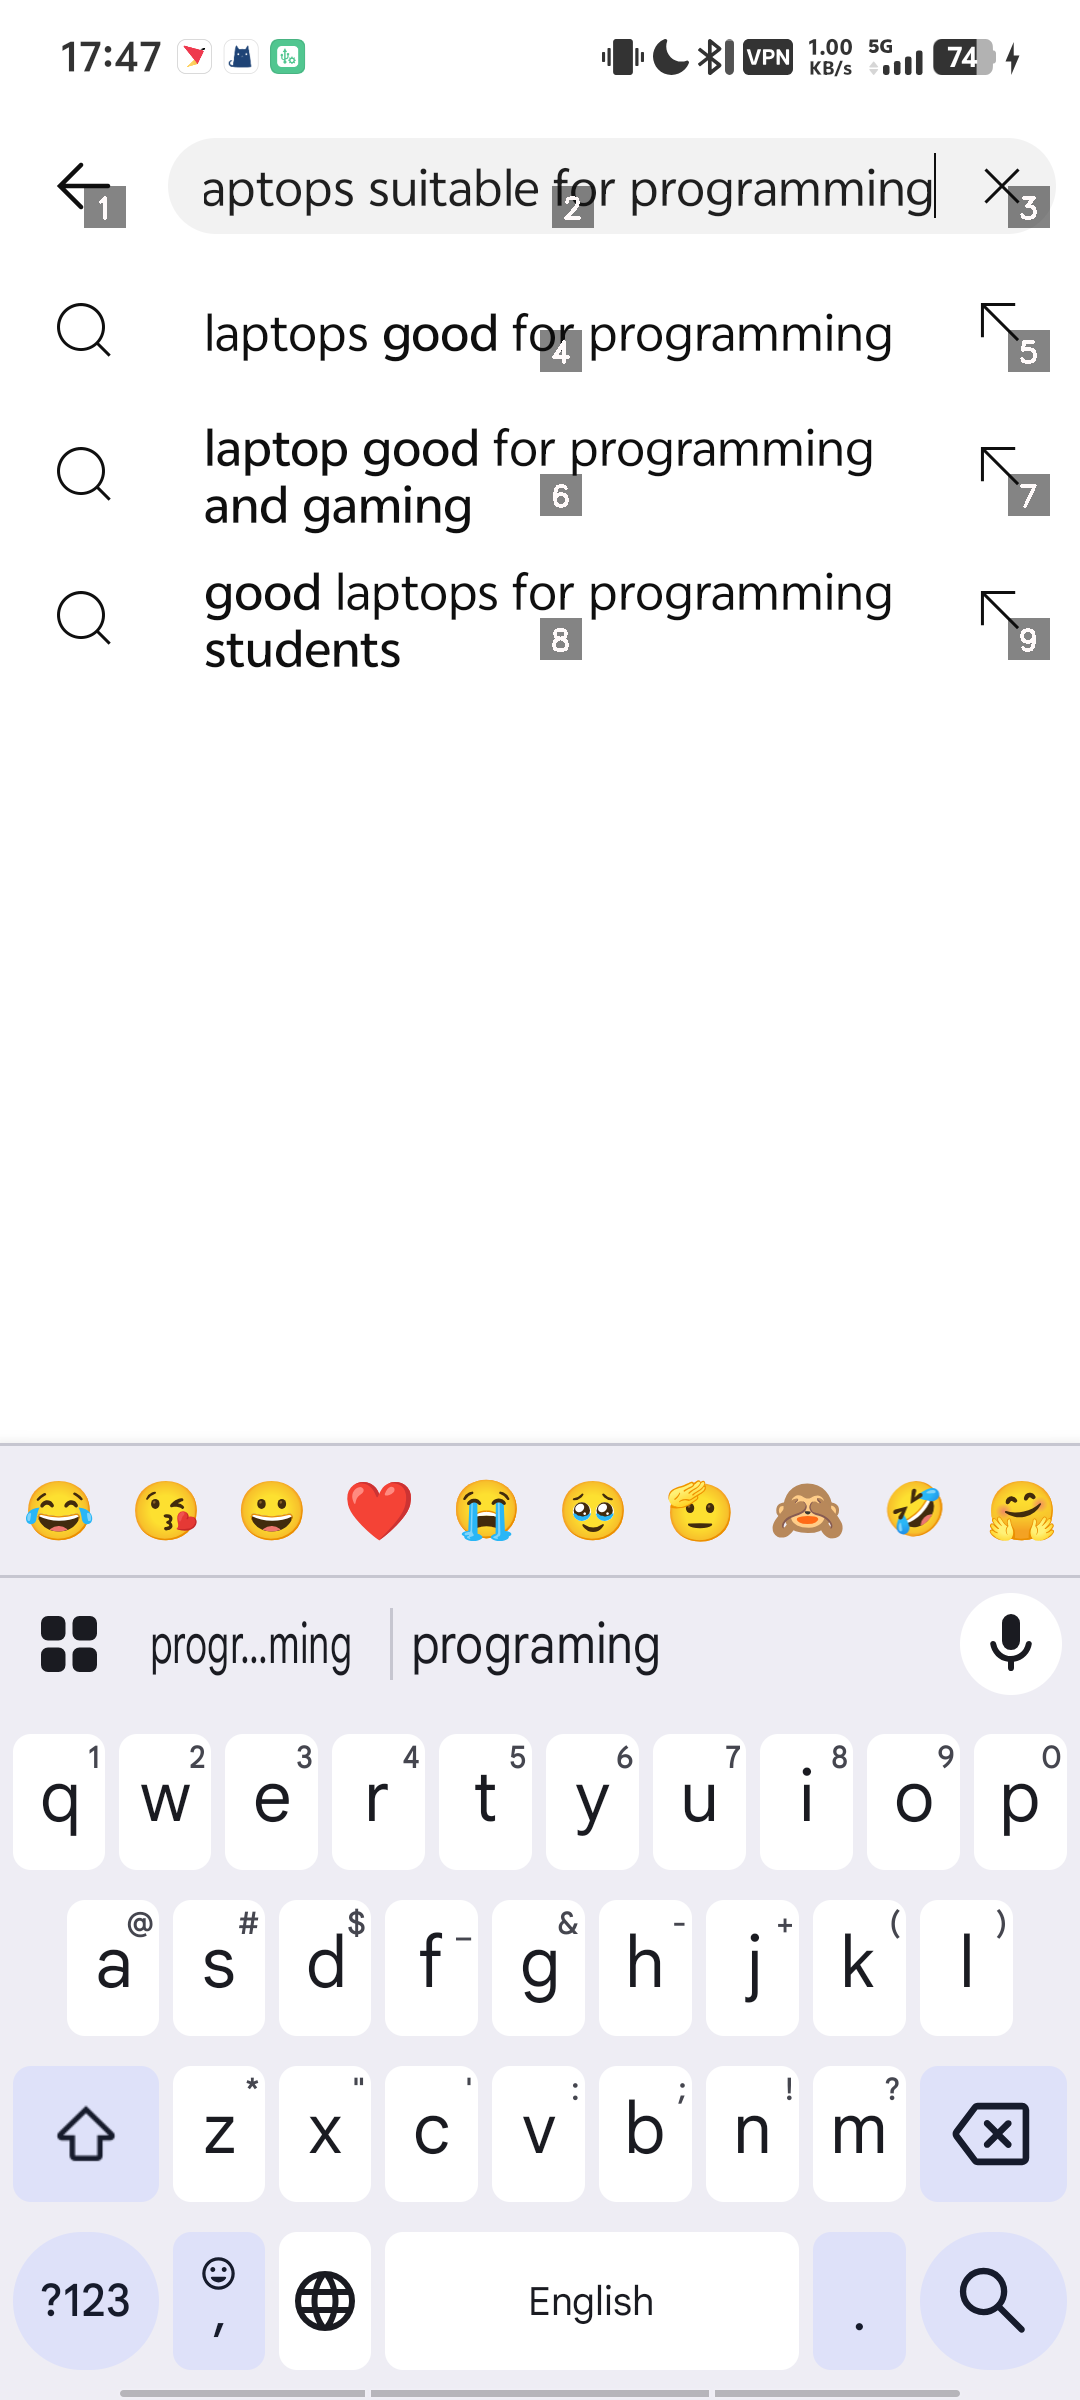 17:47 VPN 1.00 KB/s 5G 74
aptops suitable for programming
1 2 3
laptops good for programming
4 5
laptop good for programming
and gaming
6 7
good laptops for programming
students
8 9
progr...ming programing
1 2 3 4 5 6 7 8 9 0
q w e r t y u i o p
@ # $ _ & - + ( )
a s d f g h j k l
* " ' : ; ! ?
z x c v b n m
?123 , English .